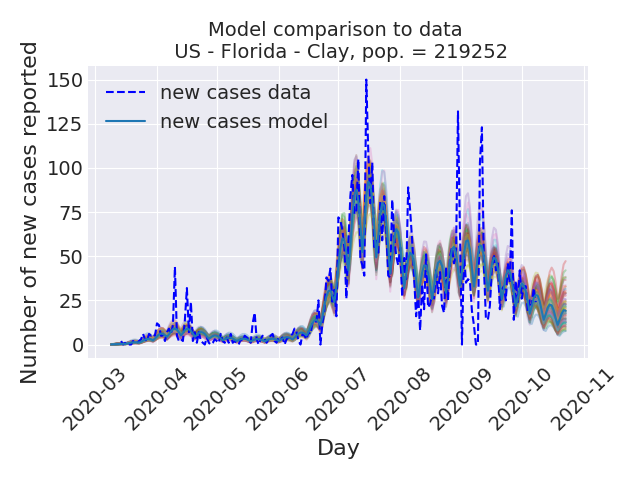 Model comparison to data
US - Florida - Clay, pop. = 219252
Number of new cases reported
150
125
100
75
50
25
0
new cases data
new cases model
2020-03
2020-04
2020-05
2020-06
2020-07
2020-08
2020-09
2020-10
2020-11
Day